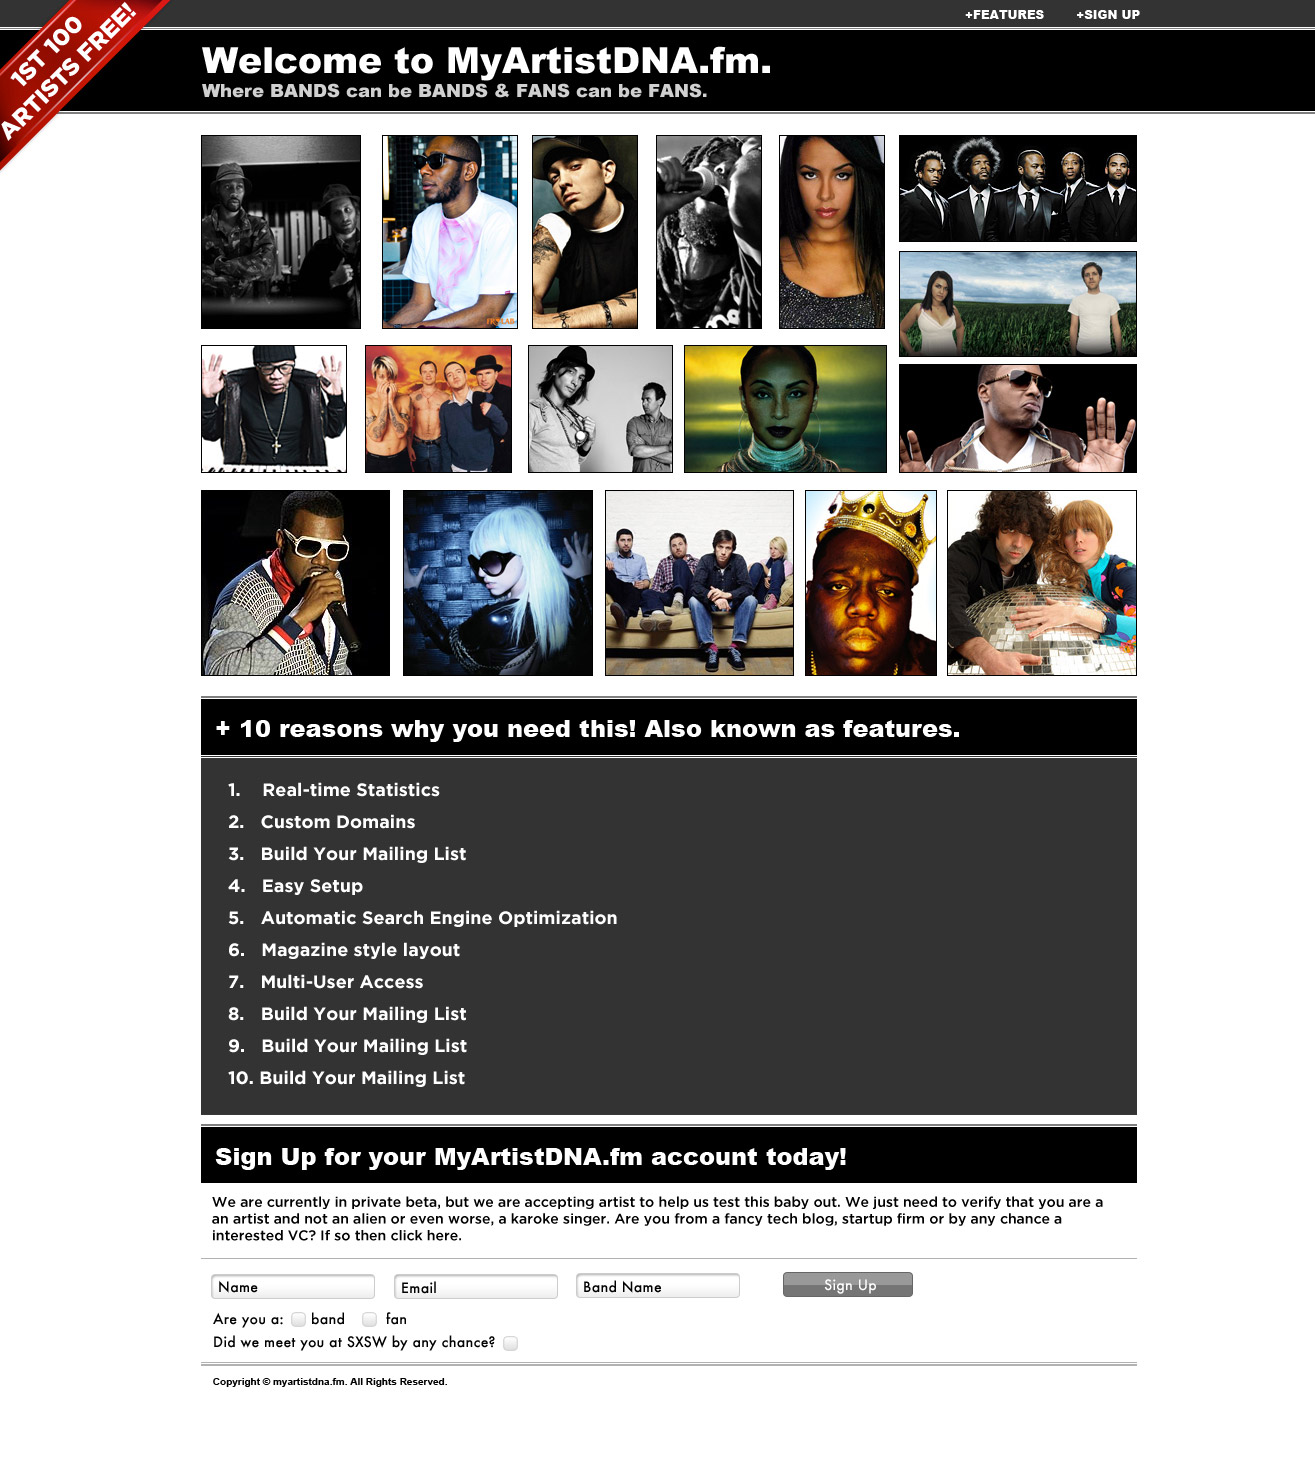 +FEATURES +SIGN UP
1ST 100
ARTISTS FREE!
Welcome to MyArtistDNA.fm.
Where BANDS can be BANDS & FANS can be FANS.
+ 10 reasons why you need this! Also known as features.
1. Real-time Statistics
2. Custom Domains
3. Build Your Mailing List
4. Easy Setup
5. Automatic Search Engine Optimization
6. Magazine style layout
7. Multi-User Access
8. Build Your Mailing List
9. Build Your Mailing List
10. Build Your Mailing List
Sign Up for your MyArtistDNA.fm account today!
We are currently in private beta, but we are accepting artist to help us test this baby out. We just need to verify that you are a
an artist and not an alien or even worse, a karoke singer. Are you from a fancy tech blog, startup firm or by any chance a
interested VC? If so then click here.
Name Email Band Name Sign Up
Are you a: band fan
Did we meet you at SXSW by any chance?
Copyright © myartistdna.fm. All Rights Reserved.